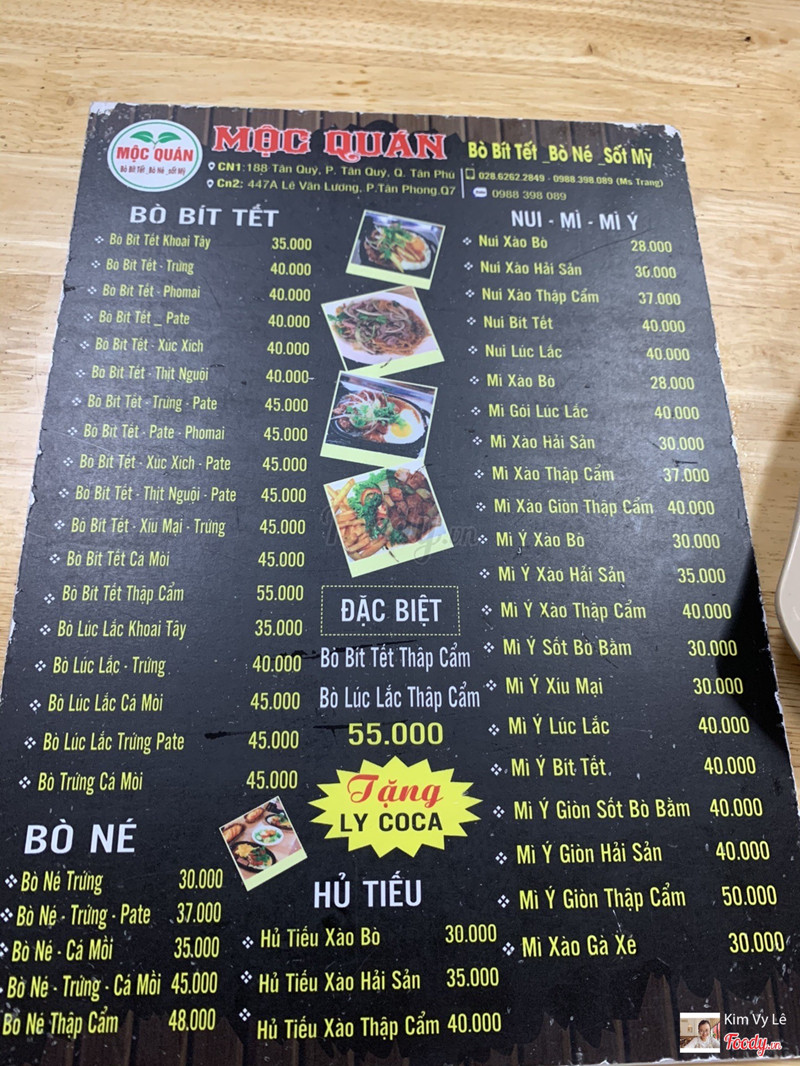 MỘC QUÁN
Bò Bít Tết _Bò Né _Sốt Mỹ
MỘC QUÁN
Bò Bít Tết _Bò Né _Sốt Mỹ
CN1:188 Tân Quý, P. Tân Quý, Q. Tân Phú
Cn2: 447A Lê Văn Lương, P.Tân Phong.Q7
028.6262.2849 - 0988.398.089 (Ms Trang)
0988 398 089
BÒ BÍT TẾT
Bò Bít Tết Khoai Tây 35.000
Bò Bít Tết - Trứng 40.000
Bò Bít Tết - Phomai 40.000
Bò Bít Tết _ Pate 40.000
Bò Bít Tết - Xúc Xích 40.000
Bò Bít Tết - Thịt Nguội 40.000
Bò Bít Tết - Trứng - Pate 45.000
Bò Bít Tết - Pate - Phomai 45.000
Bò Bít Tết - Xúc Xích - Pate 45.000
Bò Bít Tết - Thịt Nguội - Pate 45.000
Bò Bít Tết - Xíu Mại - Trứng 45.000
Bò Bít Tết Cá Mòi 45.000
Bò Bít Tết Thập Cẩm 55.000
Bò Lúc Lắc Khoai Tây 35.000
Bò Lúc Lắc - Trứng 40.000
Bò Lúc Lắc Cá Mòi 45.000
Bò Lúc Lắc Trứng Pate 45.000
Bò Trứng Cá Mòi 45.000
BÒ NÉ
Bò Né Trứng 30.000
Bò Né - Trứng - Pate 37.000
Bò Né - Cá Mồi 35.000
Bò Né - Trứng - Cá Mồi 45.000
Bò Né Thập Cẩm 48.000
ĐẶC BIỆT
Bò Bít Tết Thâp Cẩm
Bò Lúc Lắc Thâp Cẩm
55.000
Tặng
LY COCA
HỦ TIẾU
Hủ Tiếu Xào Bò 30.000
Hủ Tiếu Xào Hải Sản 35.000
Hủ Tiếu Xào Thập Cẩm 40.000
NUI - MÌ - MÌ Ý
Nui Xào Bò 28.000
Nui Xào Hải Sản 30.000
Nui Xào Thập Cẩm 37.000
Nui Bít Tết 40.000
Nui Lúc Lắc 40.000
Mì Xào Bò 28.000
Mì Gói Lúc Lắc 40.000
Mì Xào Hải Sản 30.000
Mì Xào Thập Cẩm 37.000
Mì Xào Giòn Thập Cẩm 40.000
Mì Ý Xào Bò 30.000
Mì Ý Xào Hải Sản 35.000
Mì Ý Xào Thập Cẩm 40.000
Mì Ý Sốt Bò Bằm 30.000
Mì Ý Xíu Mại 30.000
Mì Ý Lúc Lắc 40.000
Mì Ý Bít Tết 40.000
Mì Ý Giòn Sốt Bò Bằm 40.000
Mì Ý Giòn Hải Sản 40.000
Mì Ý Giòn Thập Cẩm 50.000
Mì Xào Gà Xé 30.000
Kim Vy Lê
Foody.vn